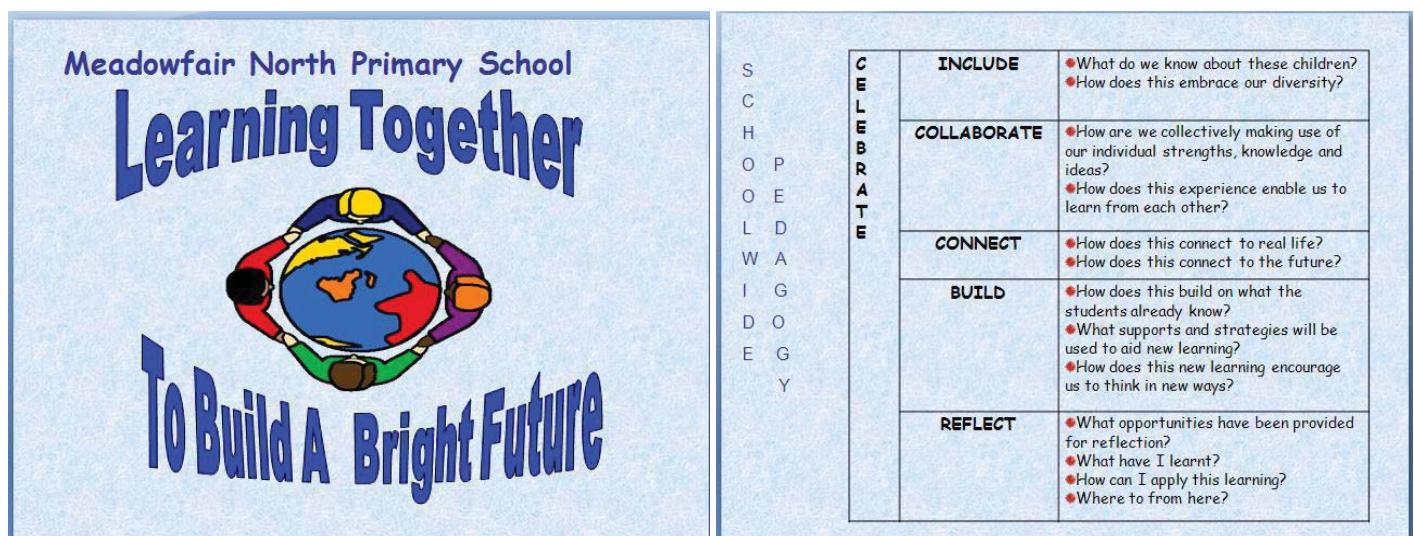 Meadowfair North Primary School
Learning Together
To Build A Bright Future
SCHOOL WIDE
PEDAGOGY
CELEBRATE
INCLUDE
What do we know about these children?
How does this embrace our diversity?
COLLABORATE
How are we collectively making use of
our individual strengths, knowledge and
ideas?
How does this experience enable us to
learn from each other?
CONNECT
How does this connect to real life?
How does this connect to the future?
BUILD
How does this build on what the
students already know?
What supports and strategies will be
used to aid new learning?
How does this new learning encourage
us to think in new ways?
REFLECT
What opportunities have been provided
for reflection?
What have I learnt?
How can I apply this learning?
Where to from here?